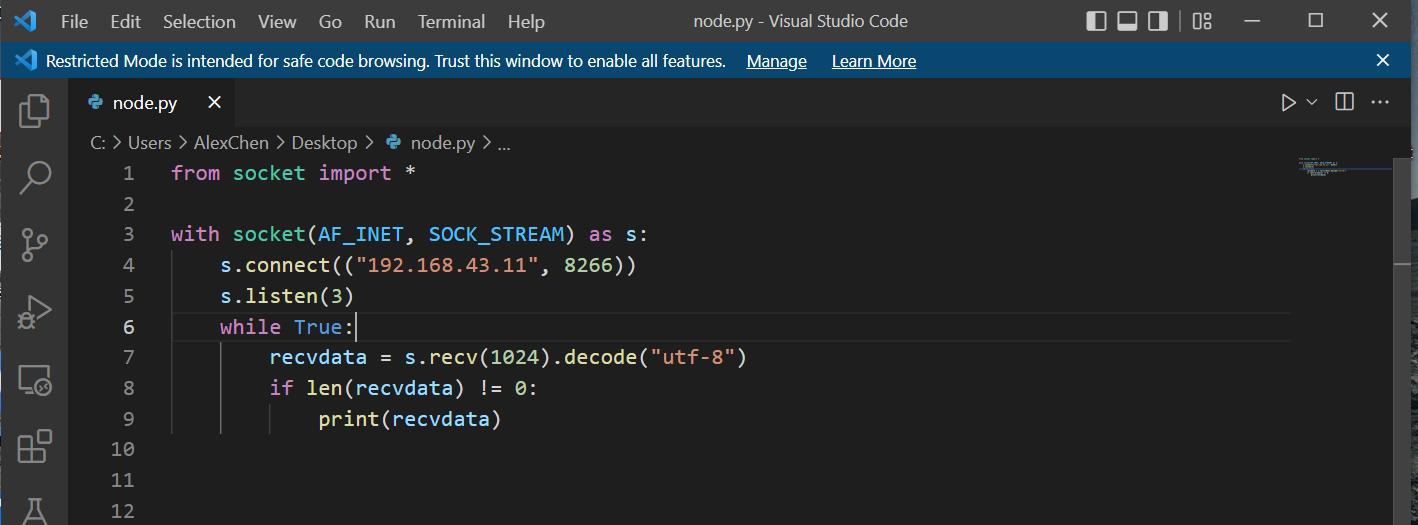 File Edit Selection View Go Run Terminal Help node.py - Visual Studio Code
Restricted Mode is intended for safe code browsing. Trust this window to enable all features. Manage Learn More
node.py
C: > Users > AlexChen > Desktop > node.py > ...
1 from socket import *
2
3 with socket(AF_INET, SOCK_STREAM) as s:
4     s.connect(("192.168.43.11", 8266))
5     s.listen(3)
6     while True:
7         recvdata = s.recv(1024).decode("utf-8")
8         if len(recvdata) != 0:
9             print(recvdata)
10
11
12